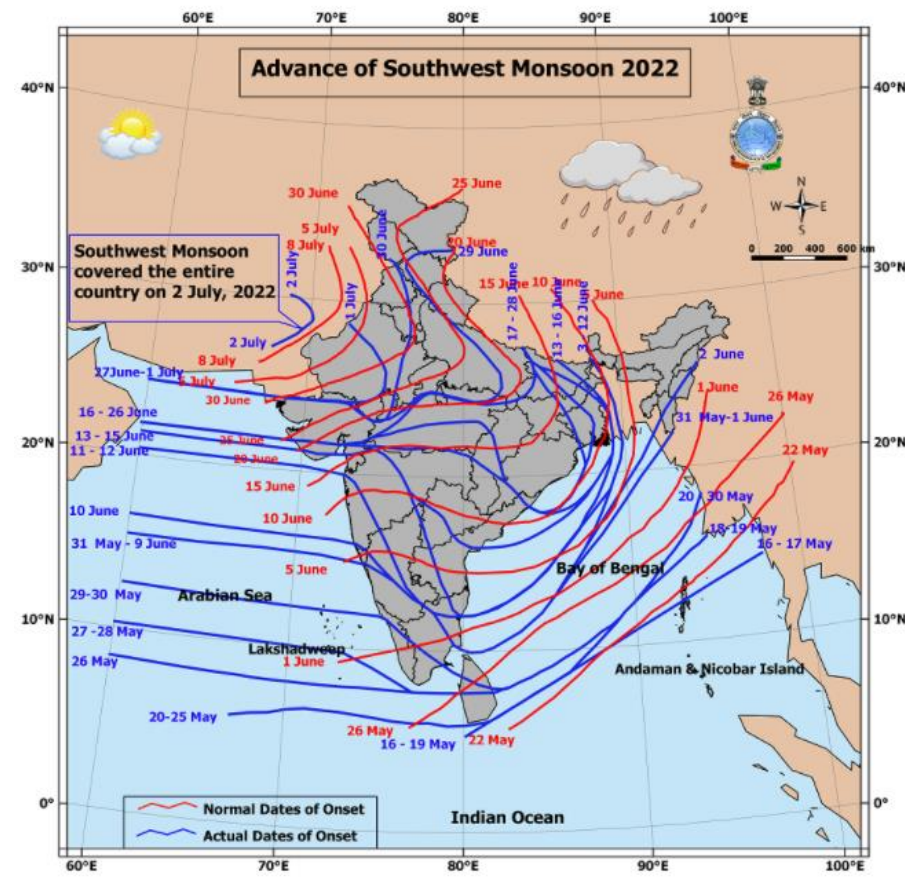 60°E 70°E 80°E 90°E 100°E
Advance of Southwest Monsoon 2022
40°N 40°N
N
W E
S
0 200 400 600 km
30 June
25 June
5 July
30 June
8 July
20 June
29 June
Southwest Monsoon
covered the entire
country on 2 July, 2022
2 July
30°N 30°N
15 June
10 June
5 June
17 - 28 June
13 - 16 June
3 - 12 June
1 July
2 July
2 June
8 July
27June-1 July
5 July
1 June
26 May
30 June
16 - 26 June
31 May-1 June
20°N 20°N
13 - 15 June
25 June
11 - 12 June
20 June
22 May
15 June
20 - 30 May
10 June
10 June
18-19 May
31 May - 9 June
16 - 17 May
5 June
Bay of Bengal
29-30 May
Arabian Sea
10°N 10°N
27 -28 May
Lakshadweep
26 May
1 June
Andaman & Nicobar Island
20-25 May
26 May
16 - 19 May
22 May
0° 0°
Normal Dates of Onset
Indian Ocean
Actual Dates of Onset
60°E 70°E 80°E 90°E 100°E